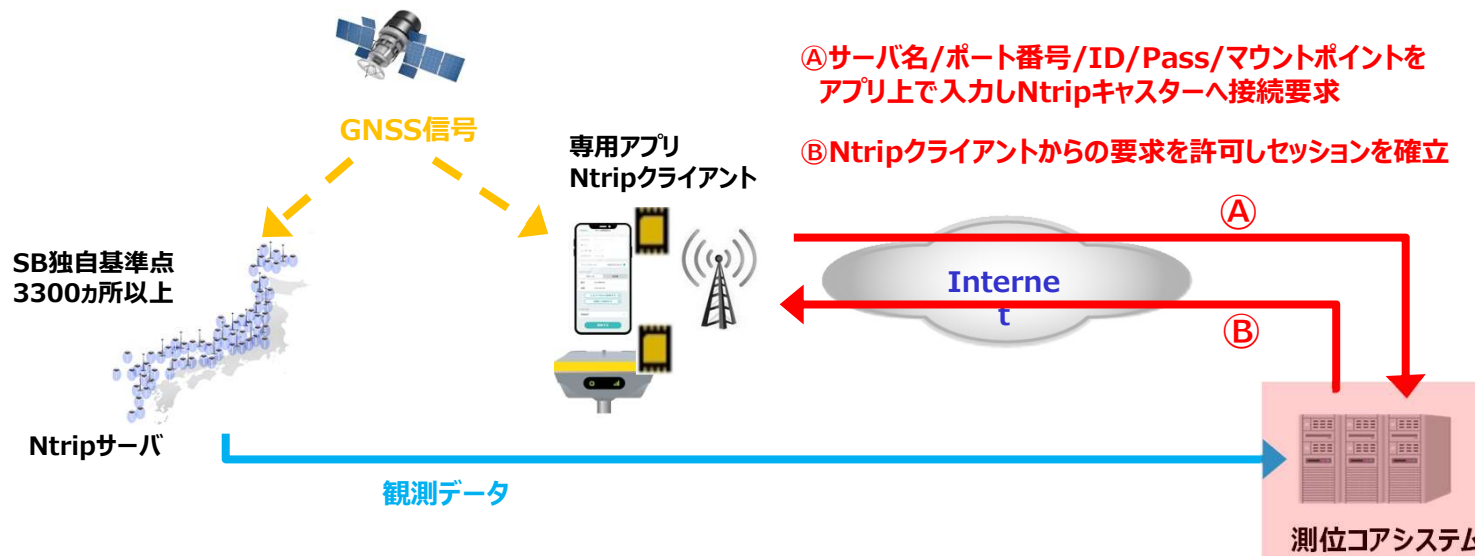 Ⓐサーバ名/ポート番号/ID/Pass/マウントポイントを
アプリ上で入力しNtripキャスターへ接続要求
GNSS信号
専用アプリ
Ntripクライアント
ⒷNtripクライアントからの要求を許可しセッションを確立
Ⓐ
SB独自基準点
3300ヵ所以上
Interne
t
Ⓑ
Ntripサーバ
観測データ
測位コアシステム